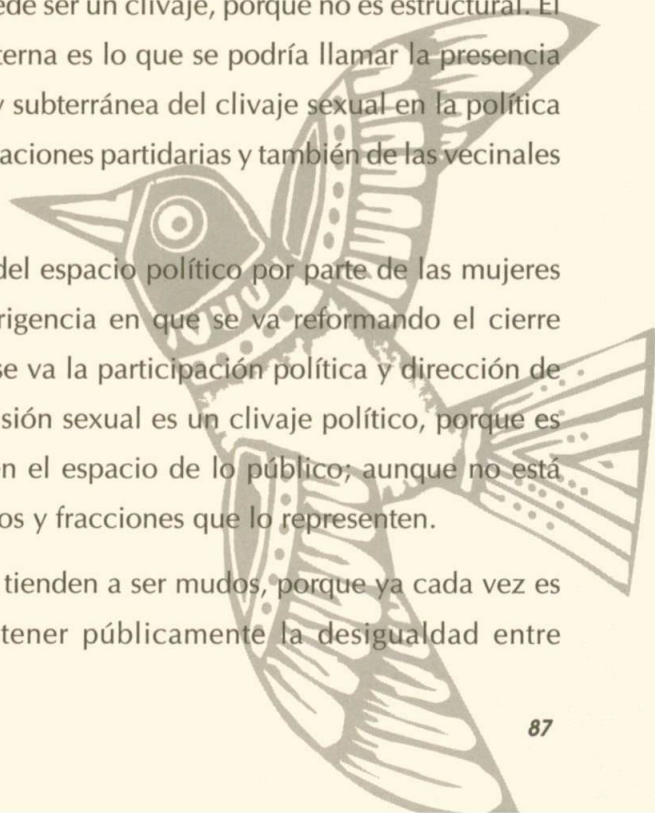 ede ser un clivaje, porque no es estructural. El
terna es lo que se podría llamar la presencia
y subterránea del clivaje sexual en la política
aciones partidarias y también de las vecinales
del espacio político por parte de las mujeres
rigencia en que se va reformando el cierre
se va la participación política y dirección de
sión sexual es un clivaje político, porque es
en el espacio de lo público; aunque no está
os y fracciones que lo representen.
tienden a ser mudos, porque ya cada vez es
tener públicamente la desigualdad entre
87